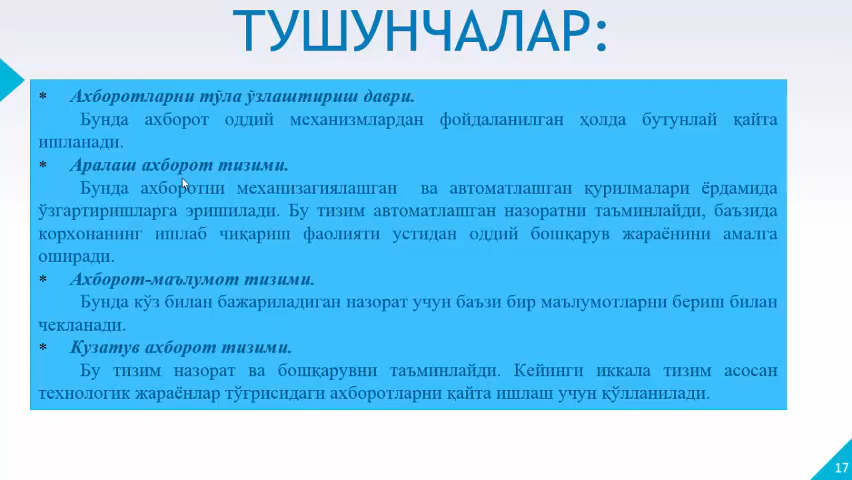 ТУШУНЧАЛАР:
* Ахборотларни тўла ўзлаштириш даври.
Бунда ахборот оддий механизмлардан фойдаланилган ҳолда бутунлай қайта
ишланади.
* Аралаш ахборот тизими.
Бунда ахборотни механизагиялашган ва автоматлашган қурилмалари ёрдамида
ўзгартиришларга эришилади. Бу тизим автоматлашган назоратни таъминлайди, баъзида
корхонанинг ишлаб чиқариш фаолияти устидан оддий бошқарув жараёнини амалга
оширади.
* Ахборот-маълумот тизими.
Бунда кўз билан бажариладиган назорат учун баъзи бир маълумотларни бериш билан
чекланади.
* Кузатув ахборот тизими.
Бу тизим назорат ва бошқарувни таъминлайди. Кейинги иккала тизим асосан
технологик жараёнлар тўғрисидаги ахборотларни қайта ишлаш учун қўлланилади.
17